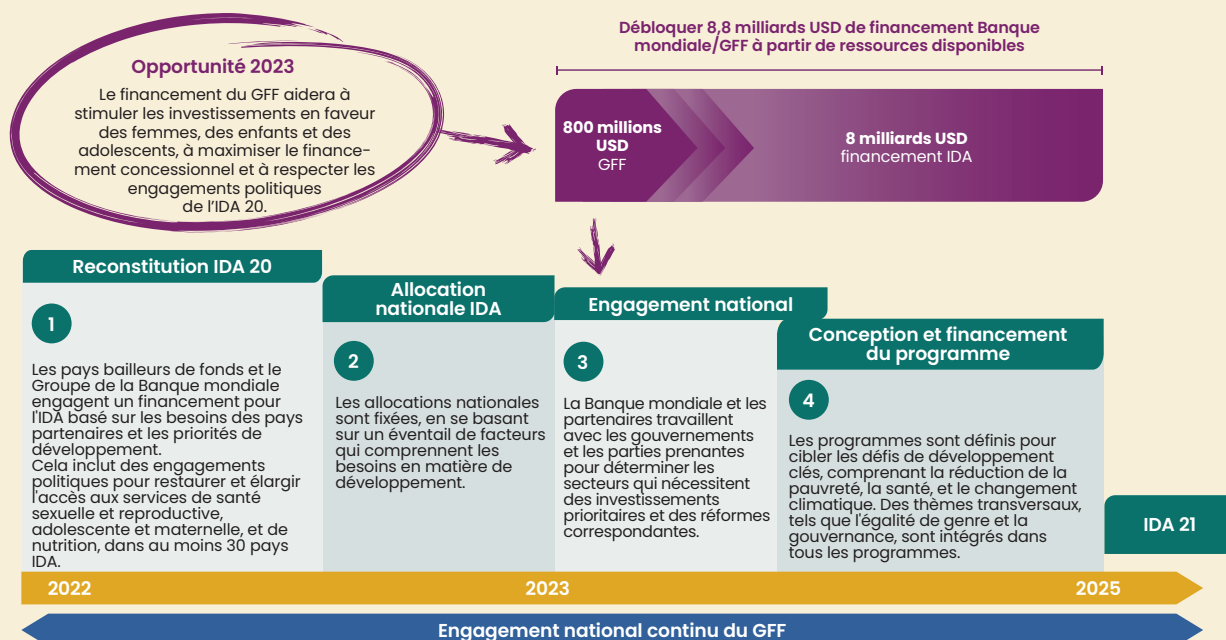 Opportunité 2023
Le financement du GFF aidera à
stimuler les investissements en faveur
des femmes, des enfants et des
adolescents, à maximiser le finance-
ment concessionnel et à respecter les
engagements politiques
de l'IDA 20.
Débloquer 8,8 milliards USD de financement Banque
mondiale/GFF à partir de ressources disponibles
800 millions
USD
GFF
8 milliards USD
financement IDA
Reconstitution IDA 20
1
Les pays bailleurs de fonds et le
Groupe de la Banque mondiale
engagent un financement pour
l'IDA basé sur les besoins des pays
partenaires et les priorités de
développement.
Cela inclut des engagements
politiques pour restaurer et élargir
l'accès aux services de santé
sexuelle et reproductive,
adolescente et maternelle, et de
nutrition, dans au moins 30 pays
IDA.
Allocation
nationale IDA
2
Les allocations nationales
sont fixées, en se basant
sur un éventail de facteurs
qui comprennent les
besoins en matière de
développement.
Engagement national
3
La Banque mondiale et les
partenaires travaillent
avec les gouvernements
et les parties prenantes
pour déterminer les
secteurs qui nécessitent
des investissements
prioritaires et des réformes
correspondantes.
Conception et financement
du programme
4
Les programmes sont définis pour
cibler les défis de développement
clés, comprenant la réduction de la
pauvreté, la santé, et le changement
climatique. Des thèmes transversaux,
tels que l'égalité de genre et la
gouvernance, sont intégrés dans
tous les programmes.
IDA 21
2022
2023
2025
Engagement national continu du GFF